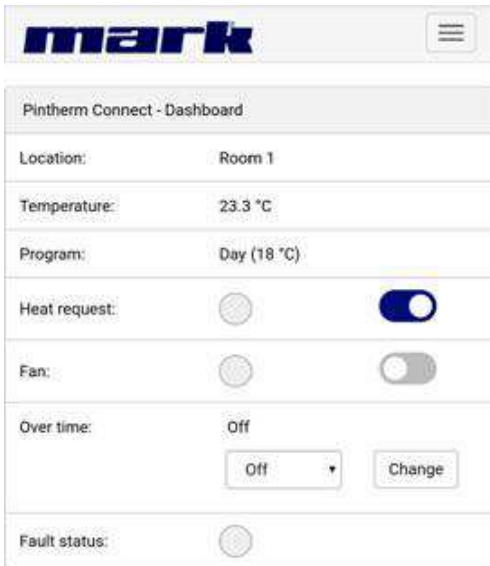 mark
Pintherm Connect - Dashboard
Location: Room 1
Temperature: 23.3 °C
Program: Day (18 °C)
Heat request:
Fan:
Over time: Off
Off Change
Fault status: